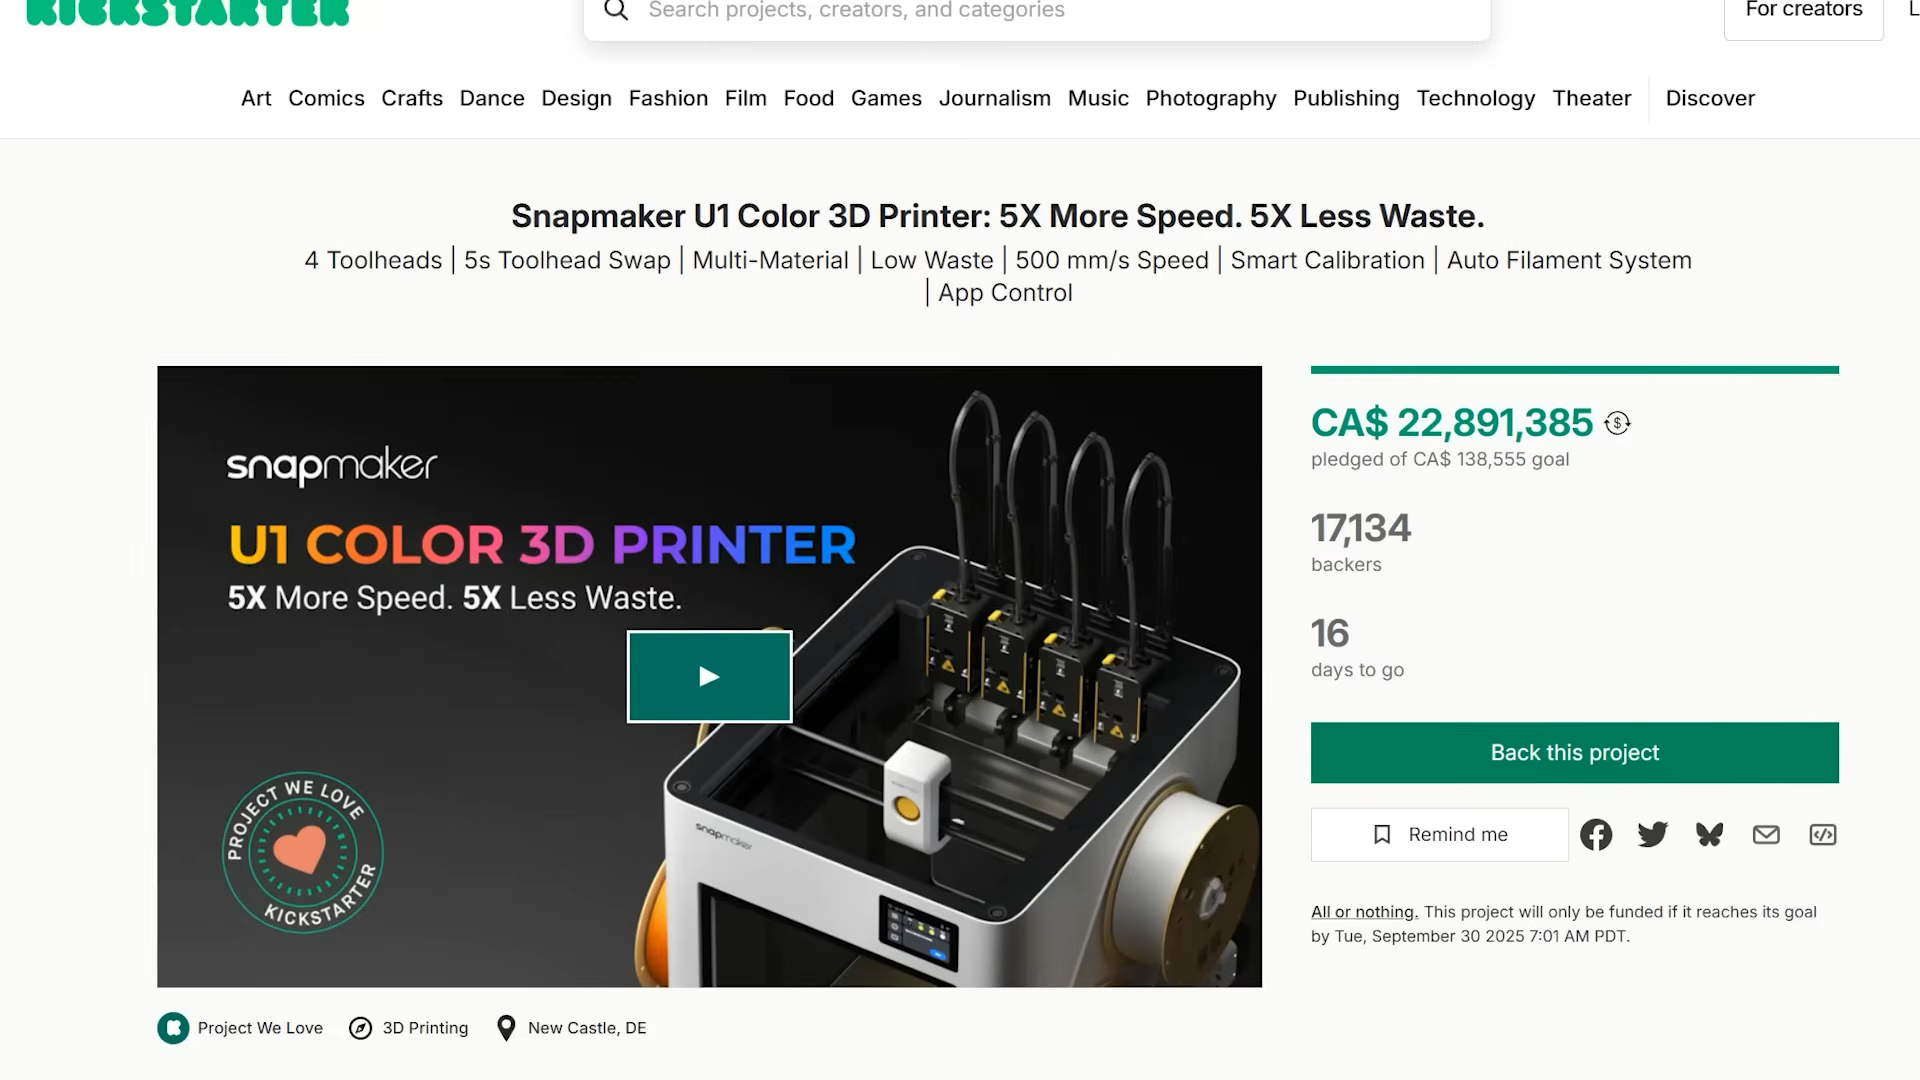 KICKSTARTER
Search projects, creators, and categories
For creators
Art Comics Crafts Dance Design Fashion Film Food Games Journalism Music Photography Publishing Technology Theater Discover
Snapmaker U1 Color 3D Printer: 5X More Speed. 5X Less Waste.
4 Toolheads | 5s Toolhead Swap | Multi-Material | Low Waste | 500 mm/s Speed | Smart Calibration | Auto Filament System
| App Control
snapmaker
U1 COLOR 3D PRINTER
5X More Speed. 5X Less Waste.
PROJECT WE LOVE
KICKSTARTER
snapmaker
CA$ 22,891,385
pledged of CA$ 138,555 goal
17,134
backers
16
days to go
Back this project
Remind me
All or nothing. This project will only be funded if it reaches its goal
by Tue, September 30 2025 7:01 AM PDT.
Project We Love 3D Printing New Castle, DE